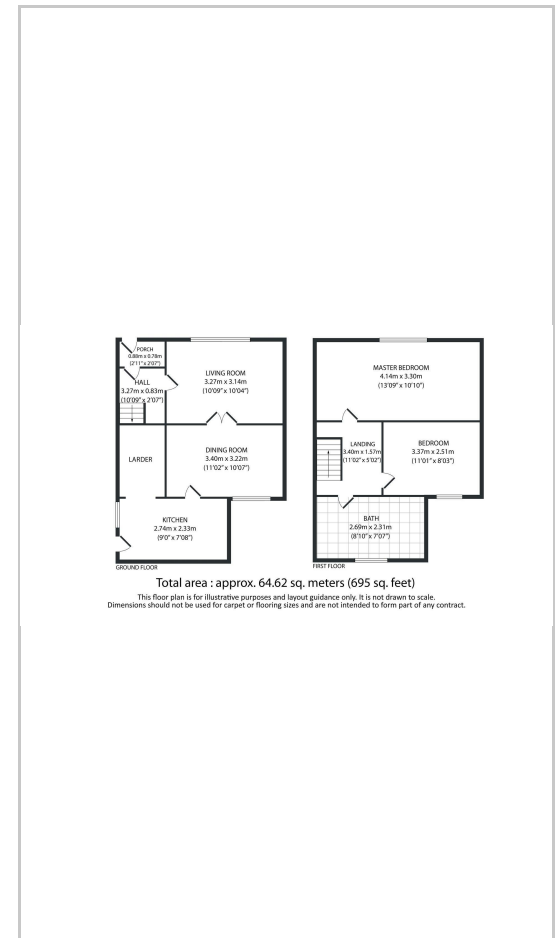 PORCH
0.88m x 0.78m
(2'11" x 2'07")
HALL
3.27m x 0.83m
(10'09" x 2'07")
LIVING ROOM
3.27m x 3.14m
(10'09" x 10'04")
LARDER
DINING ROOM
3.40m x 3.22m
(11'02" x 10'07")
KITCHEN
2.74m x 2.33m
(9'0" x 7'08")
GROUND FLOOR
MASTER BEDROOM
4.14m x 3.30m
(13'09" x 10'10")
LANDING
3.40m x 1.57m
(11'02" x 5'02")
BEDROOM
3.37m x 2.51m
(11'01" x 8'03")
BATH
2.69m x 2.31m
(8'10" x 7'07")
FIRST FLOOR
Total area : approx. 64.62 sq. meters (695 sq. feet)
This floor plan is for illustrative purposes and layout guidance only. It is not drawn to scale.
Dimensions should not be used for carpet or flooring sizes and are not intended to form part of any contract.